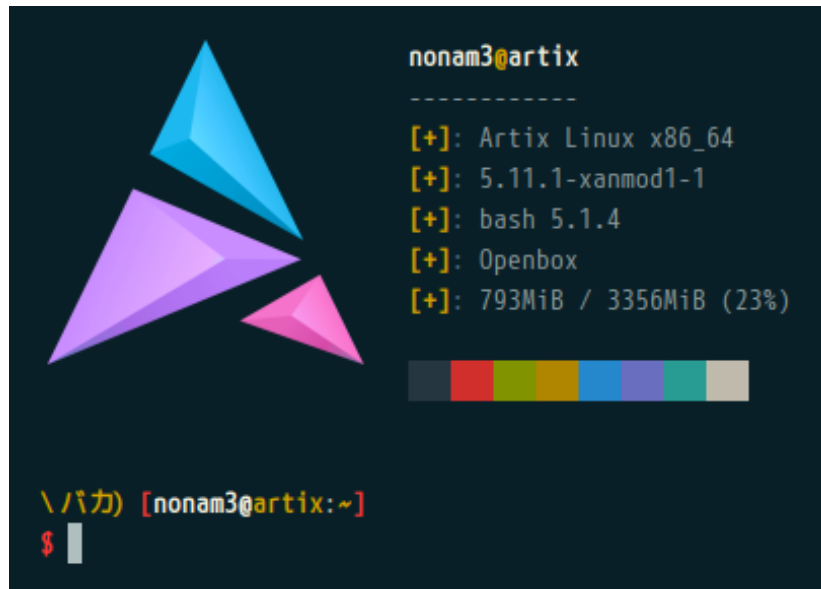 nonam3@artix
------------
[+]: Artix Linux x86_64
[+]: 5.11.1-xanmod1-1
[+]: bash 5.1.4
[+]: Openbox
[+]: 793MiB / 3356MiB (23%)
\バカ) [nonam3@artix:~]
$